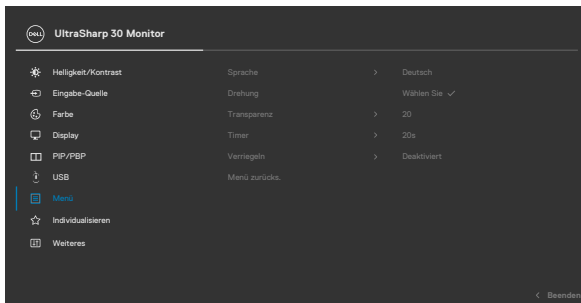 DELL UltraSharp 30 Monitor
Helligkeit/Kontrast Sprache > Deutsch
Eingabe-Quelle Drehung Wählen Sie ✓
Farbe Transparenz > 20
Display Timer > 20s
PIP/PBP Verriegeln > Deaktiviert
USB Menü zurücks.
Menü
Individualisieren
Weiteres
< Beenden